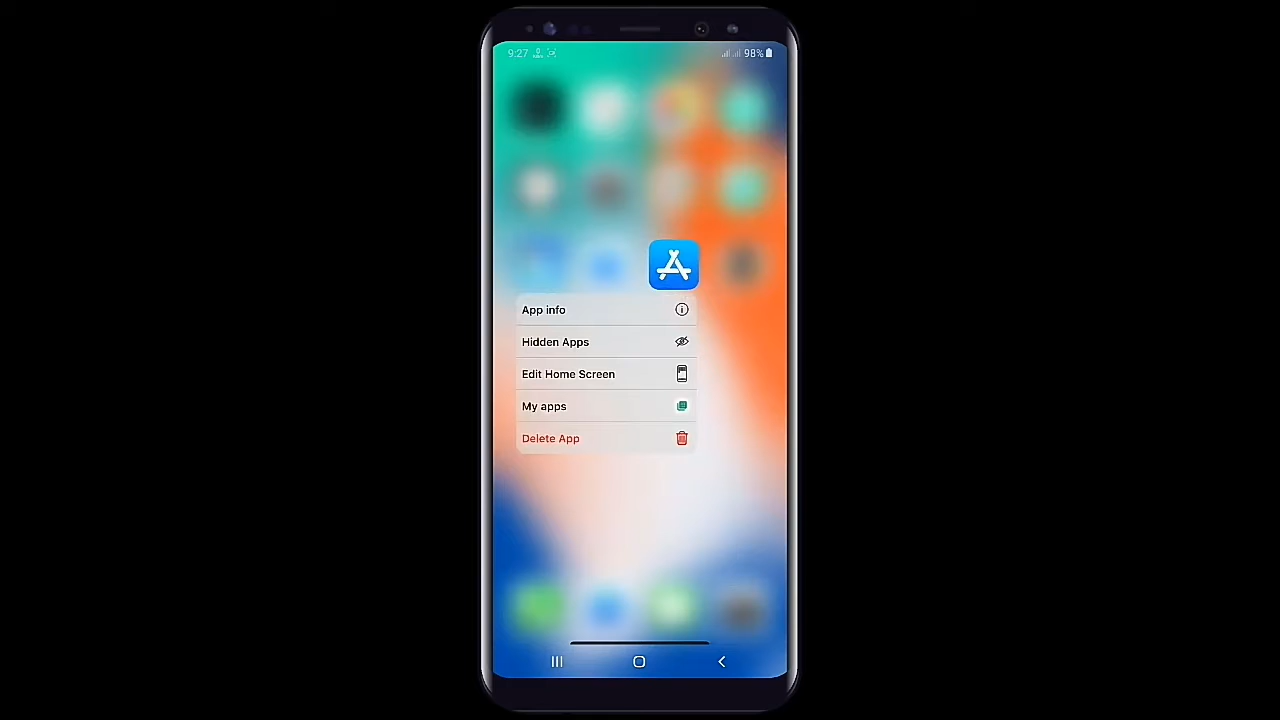 9:27
98%
App info
Hidden Apps
Edit Home Screen
My apps
Delete App